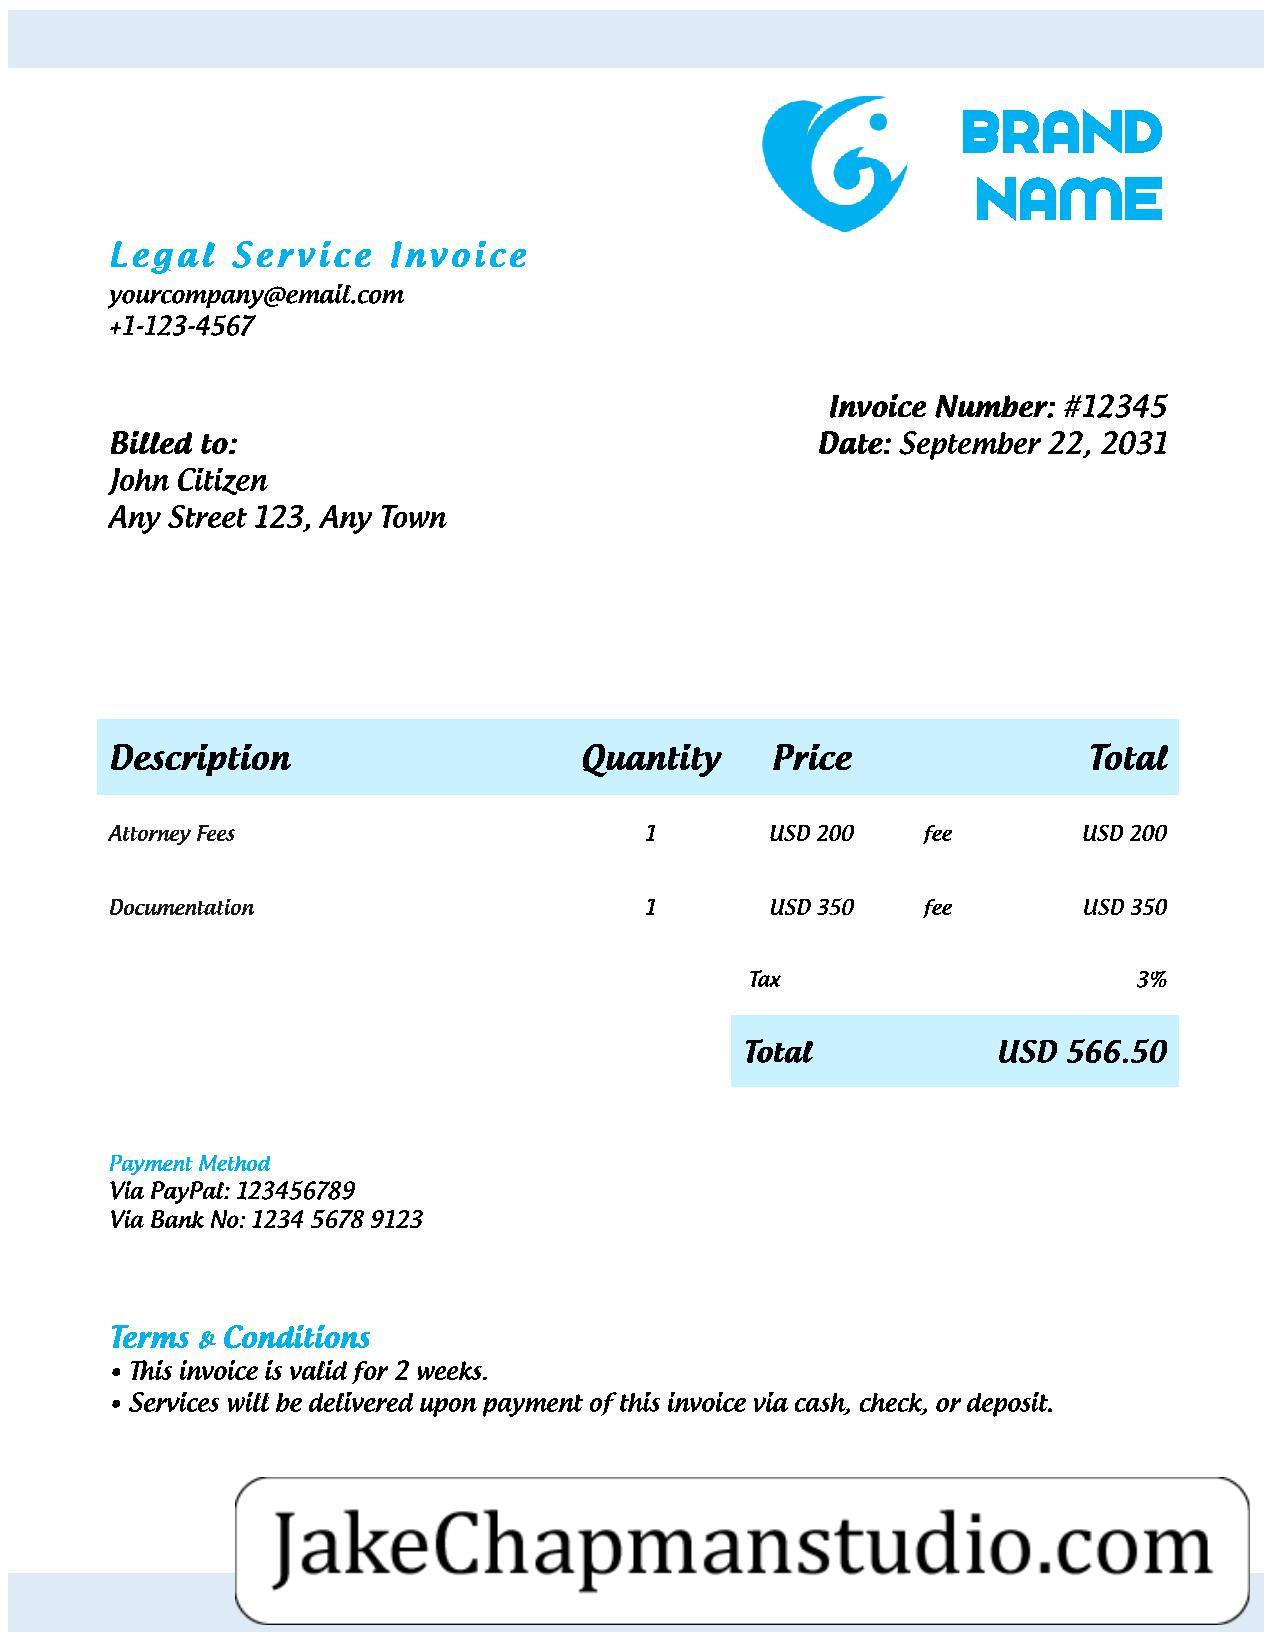 BRAND
NAME
Legal Service Invoice
yourcompany@email.com
+1-123-4567
Invoice Number: #12345
Date: September 22, 2031
Billed to:
John Citizen
Any Street 123, Any Town
Description Quantity Price Total
Attorney Fees 1 USD 200 fee USD 200
Documentation 1 USD 350 fee USD 350
Tax 3%
Total USD 566.50
Payment Method
Via PayPal: 123456789
Via Bank No: 1234 5678 9123
Terms & Conditions
• This invoice is valid for 2 weeks.
• Services will be delivered upon payment of this invoice via cash, check, or deposit.
JakeChapmanstudio.com